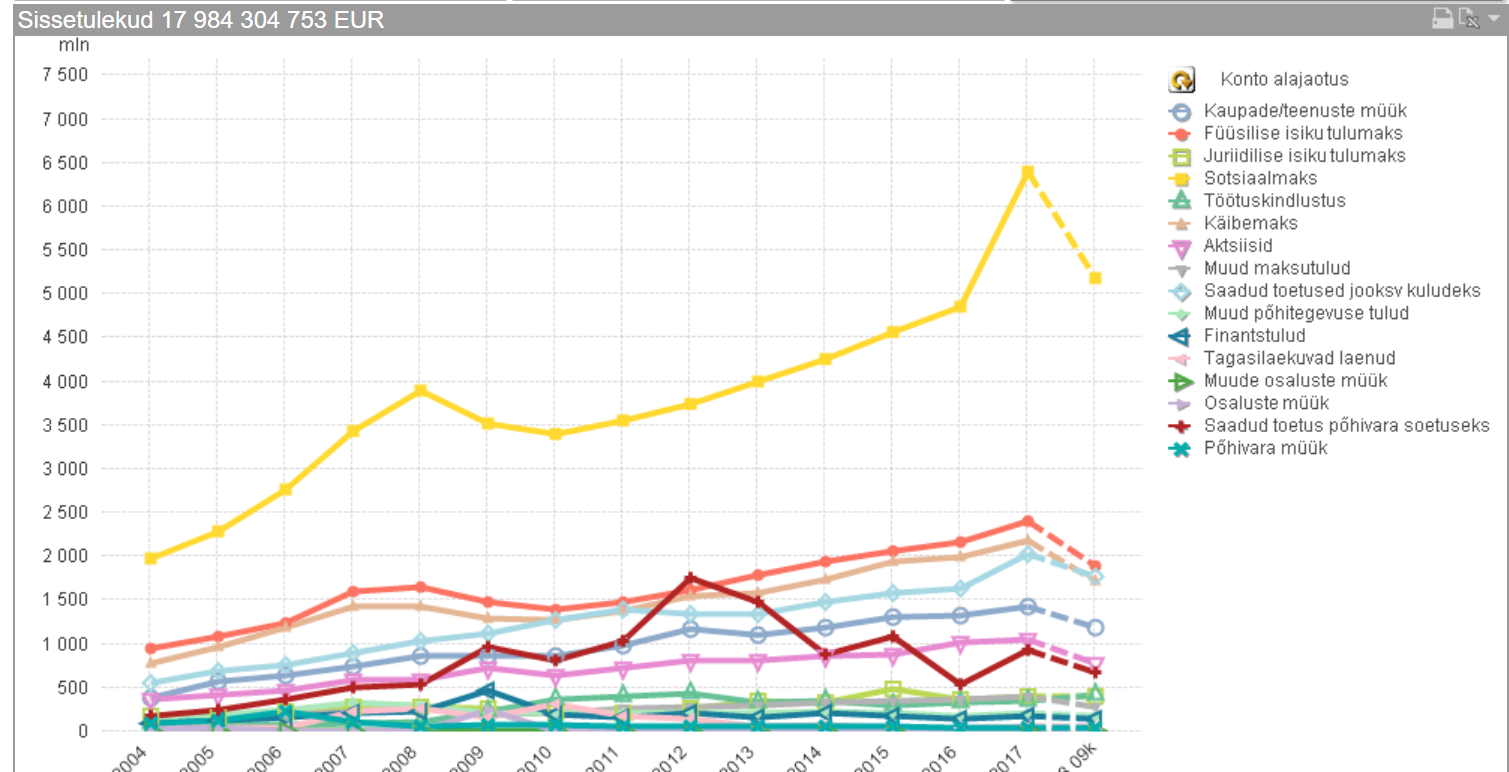 Sissetulekud 17 984 304 753 EUR
mln
7 500
7 000
6 500
6 000
5 500
5 000
4 500
4 000
3 500
3 000
2 500
2 000
1 500
1 000
500
0
2004
2005
2006
2007
2008
2009
2010
2011
2012
2013
2014
2015
2016
2017
09k
Konto alajaotus
Kaupade/teenuste müük
Füüsilise isiku tulumaks
Juriidilise isiku tulumaks
Sotsiaalmaks
Töötuskindlustus
Käibemaks
Aktsiisid
Muud maksutulud
Saadud toetused jooksv kuludeks
Muud põhitegevuse tulud
Finantstulud
Tagasilaekuvad laenud
Muude osaluste müük
Osaluste müük
Saadud toetus põhivara soetuseks
Põhivara müük